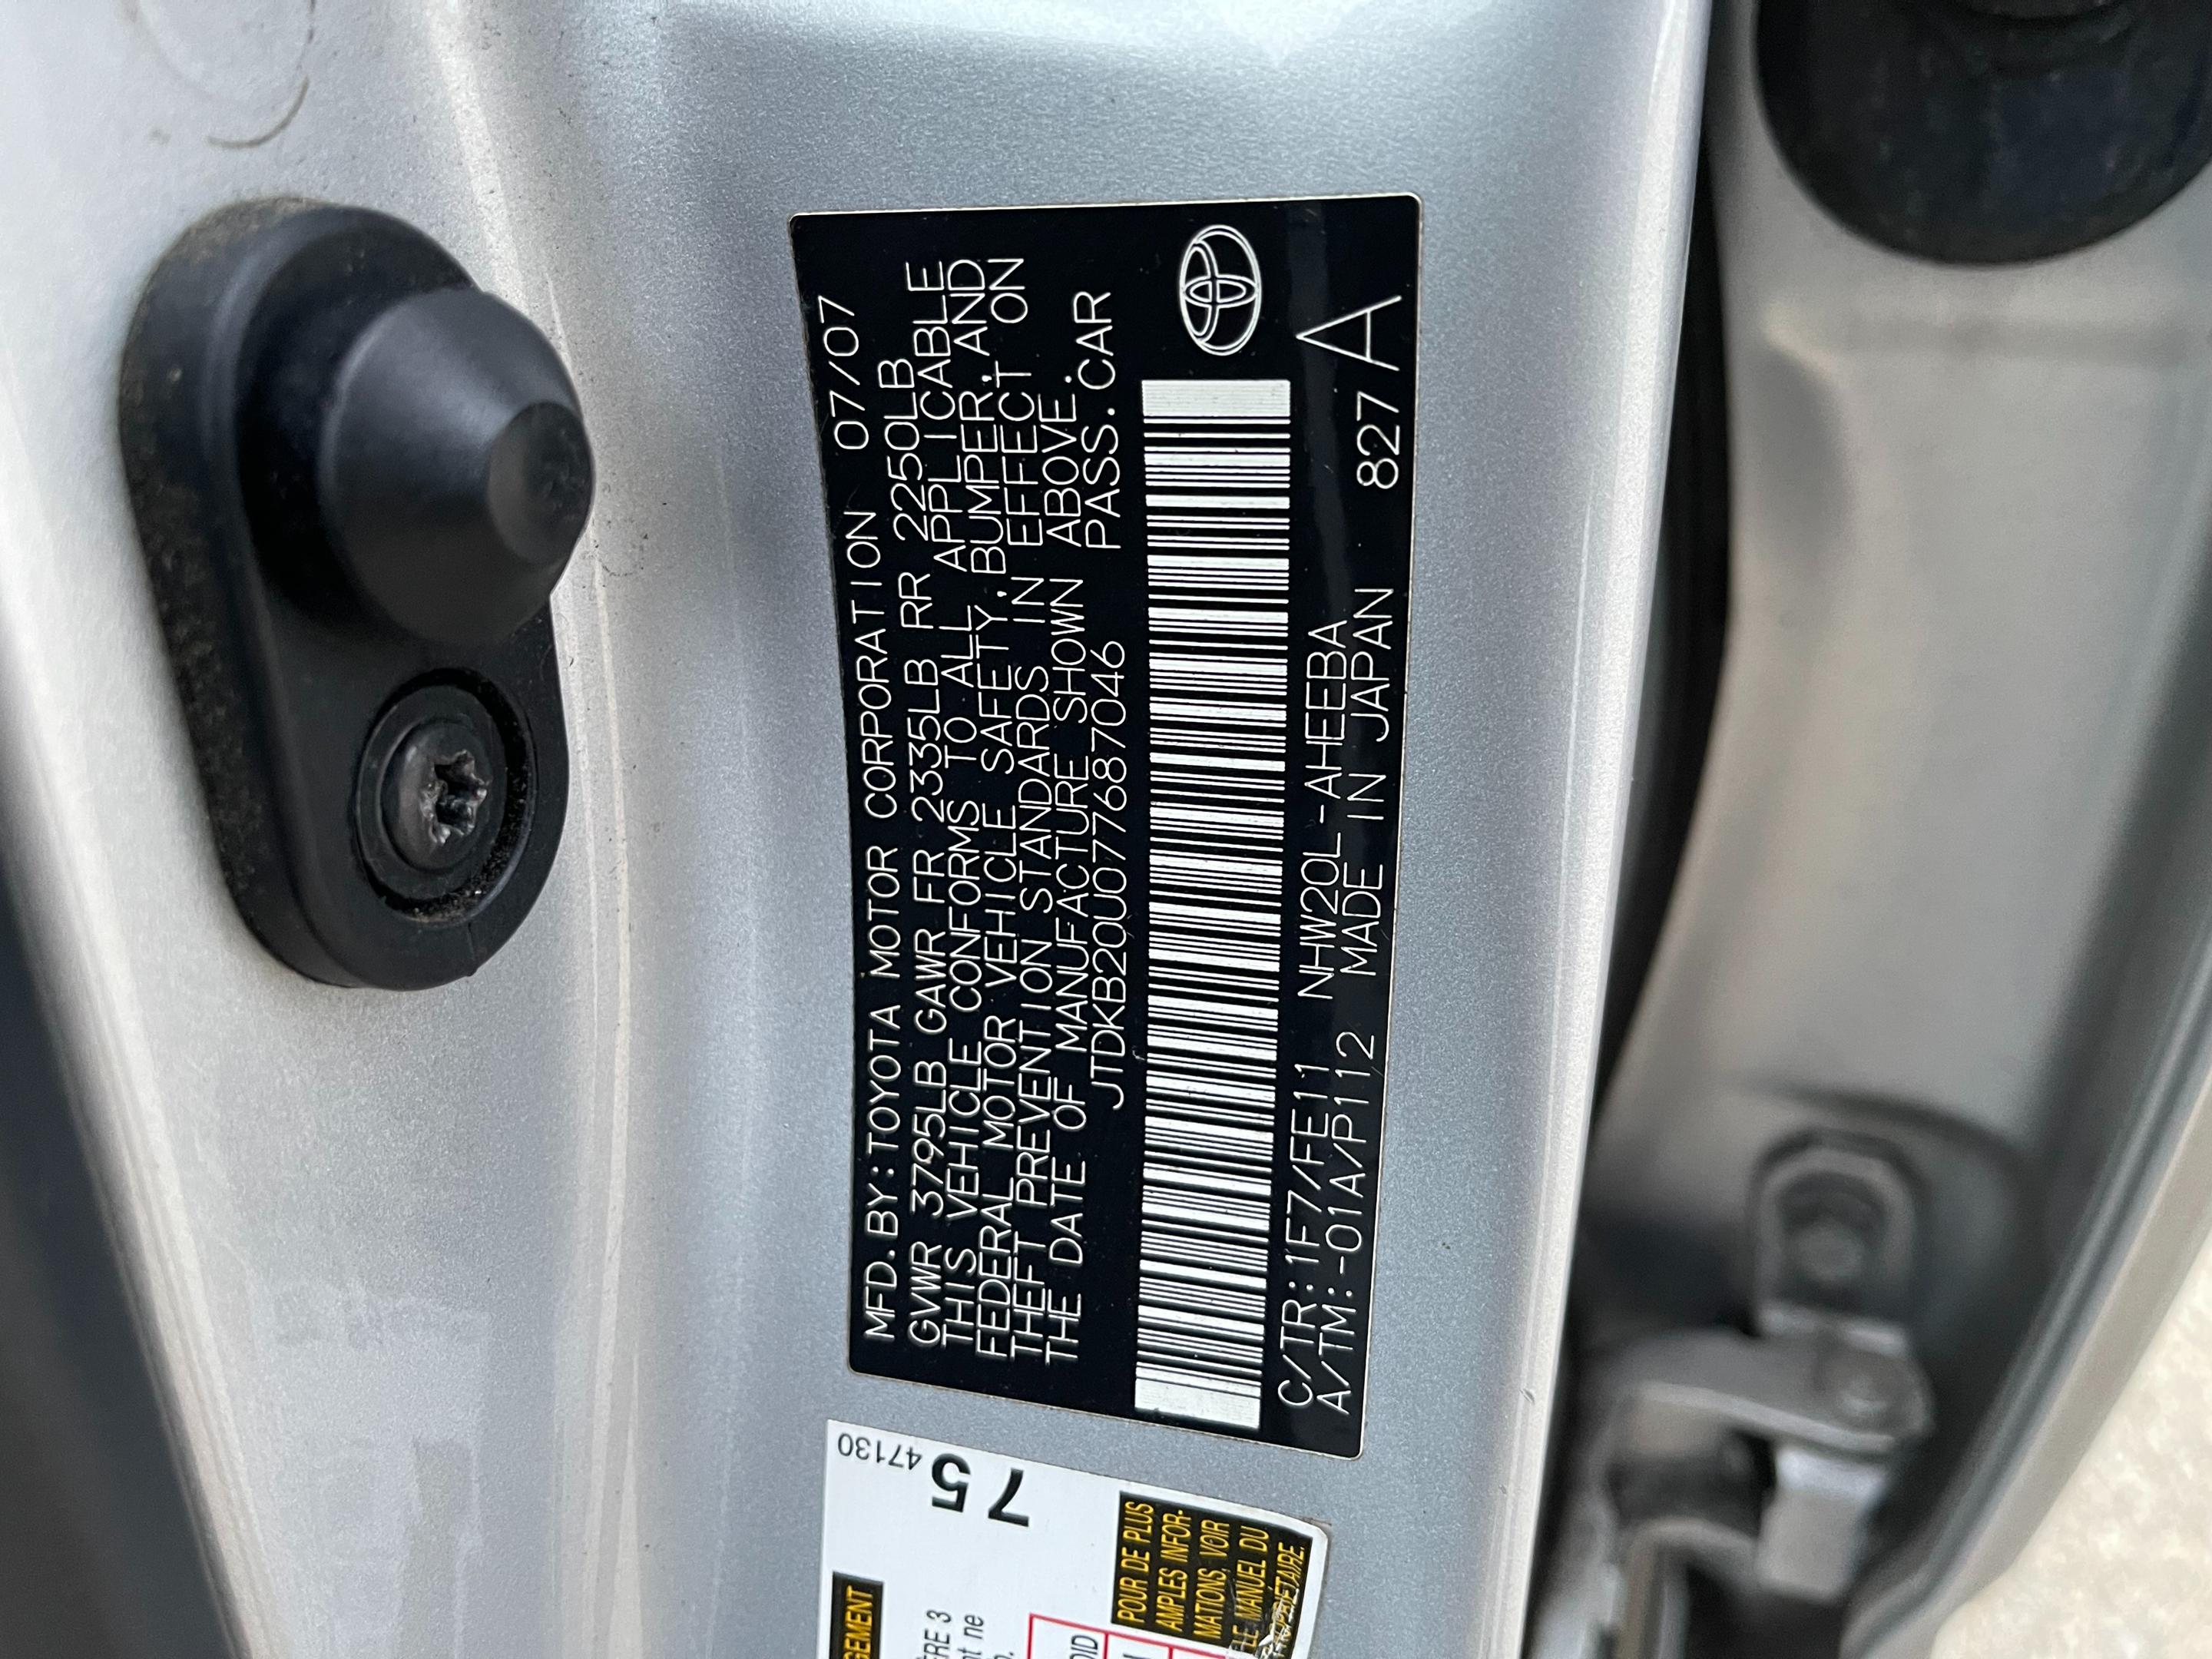 MFD.BY:TOYOTA MOTOR CORPORATION 07/07
GVWR 3795LB GAWR FR 2335LB RR 2250LB
THIS VEHICLE CONFORMS TO ALL APPLICABLE
FEDERAL MOTOR VEHICLE SAFETY,BUMPER,AND
THEFT PREVENTION STANDARDS IN EFFECT ON
THE DATE OF MANUFACTURE SHOWN ABOVE.
JTDKB20U077687046 PASS.CAR
C/TR:1F7/FE11 NHW20L-AHEEBA
A/TM:-01A/P112 MADE IN JAPAN 827 A
47130
75
POUR DE PLUS
AMPLES INFOR-
MATIONS, VOIR
LE MANUEL DU